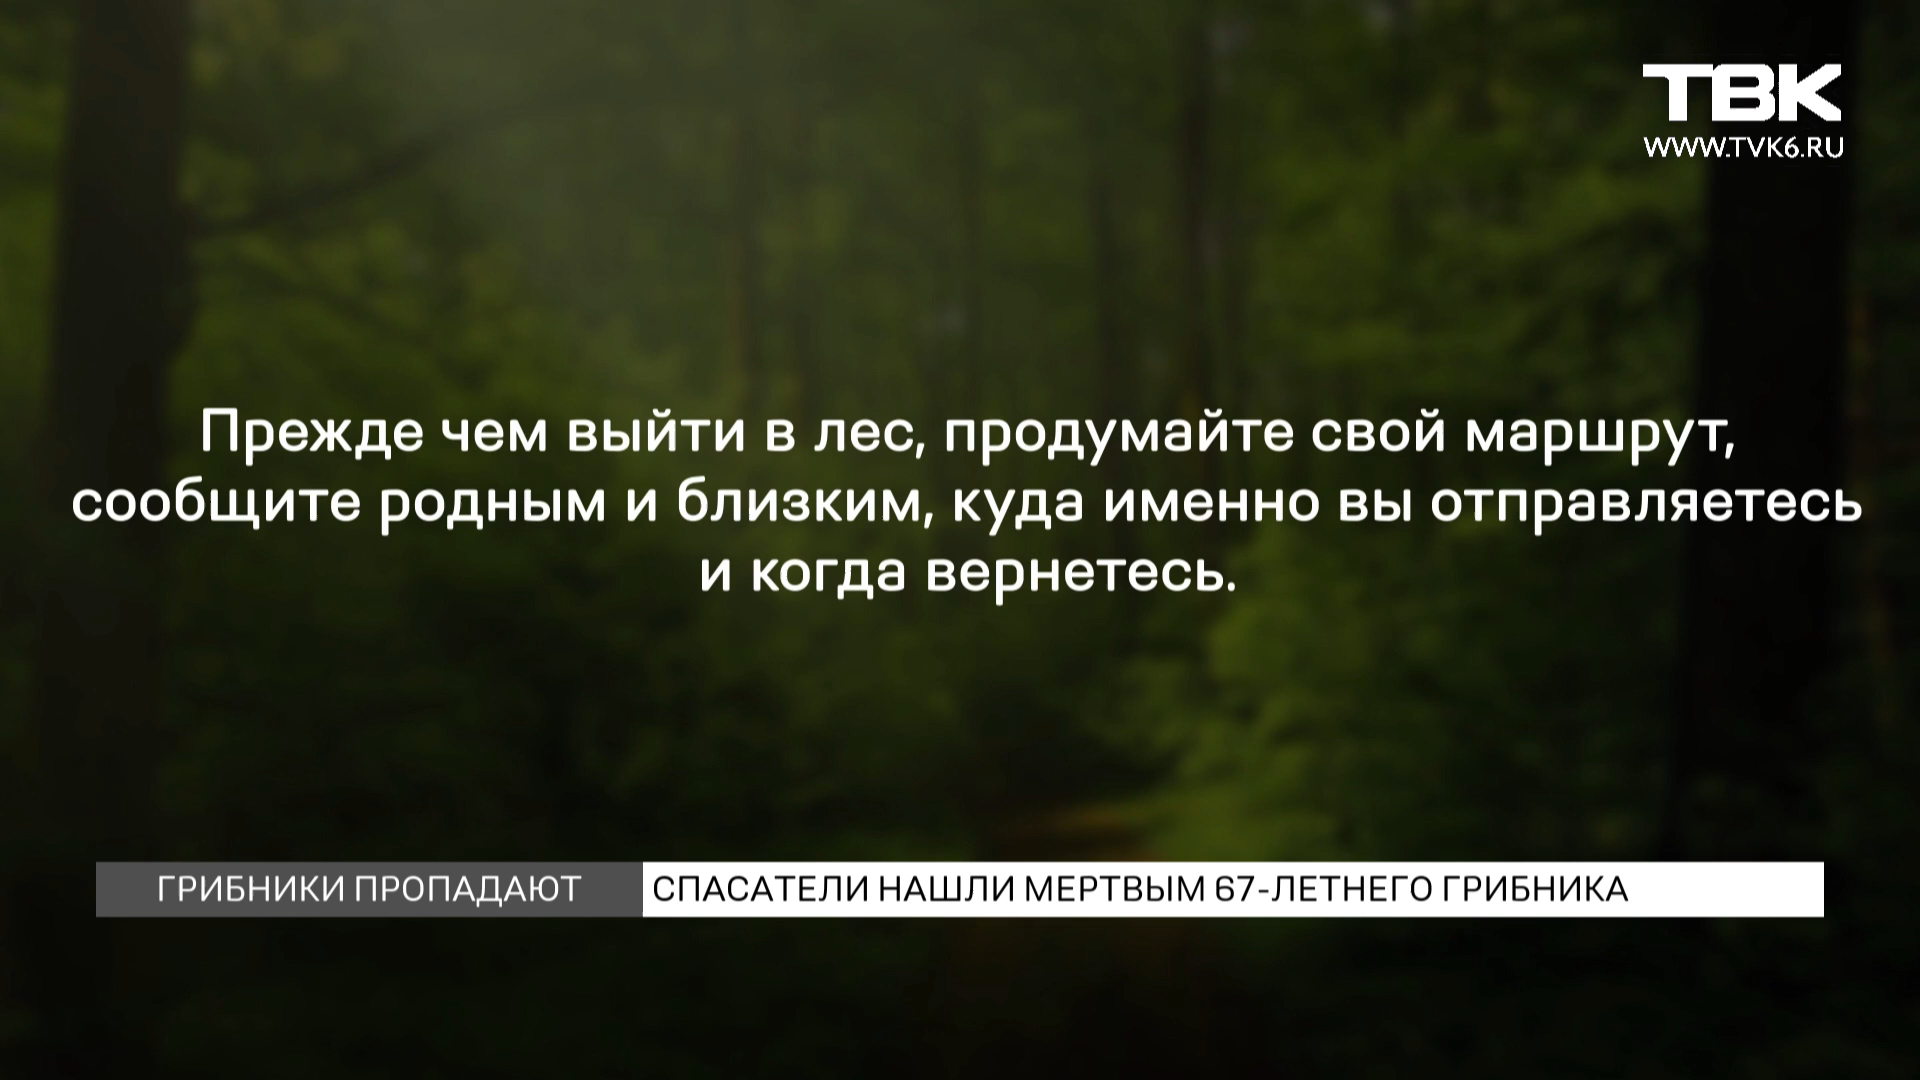 ТВК
WWW.TVK6.RU
Прежде чем выйти в лес, продумайте свой маршрут,
сообщите родным и близким, куда именно вы отправляетесь
и когда вернетесь.
ГРИБНИКИ ПРОПАДАЮТ
СПАСАТЕЛИ НАШЛИ МЕРТВЫМ 67-ЛЕТНЕГО ГРИБНИКА